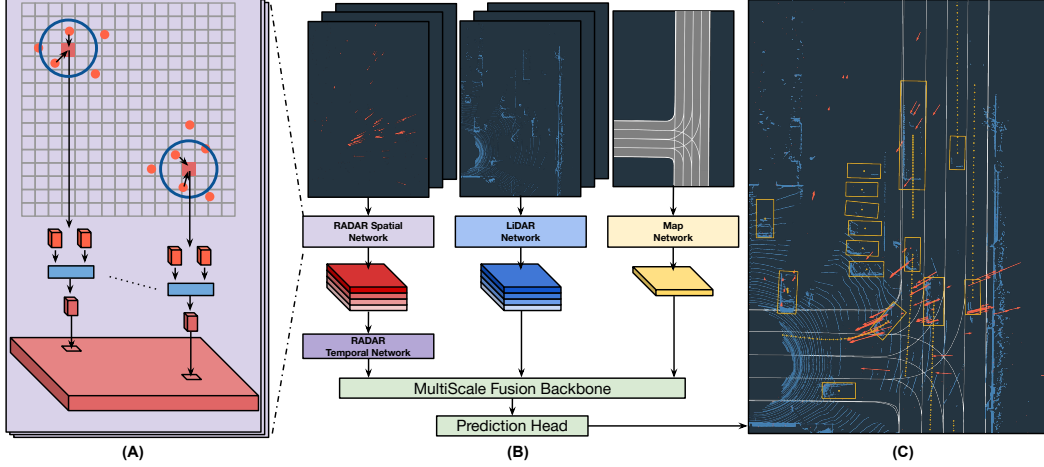 RADAR Spatial
Network
LiDAR
Network
Map
Network
RADAR
Temporal Network
MultiScale Fusion Backbone
Prediction Head
(A)
(B)
(C)